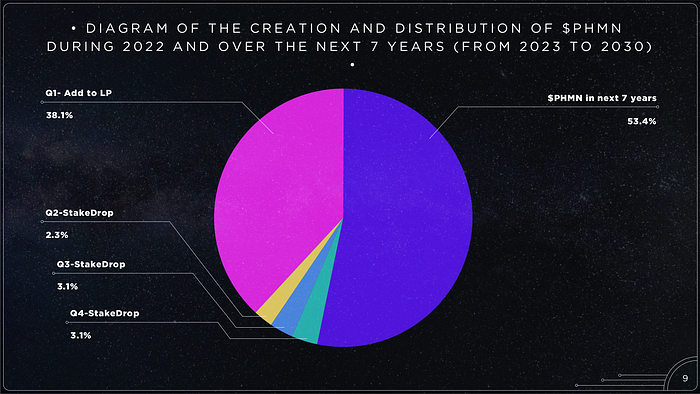 • DIAGRAM OF THE CREATION AND DISTRIBUTION OF $PHMN
DURING 2022 AND OVER THE NEXT 7 YEARS (FROM 2023 TO 2030)
•
Q1- Add to LP
38.1%
$PHMN in next 7 years
53.4%
Q2-StakeDrop
2.3%
Q3-StakeDrop
3.1%
Q4-StakeDrop
3.1%
9